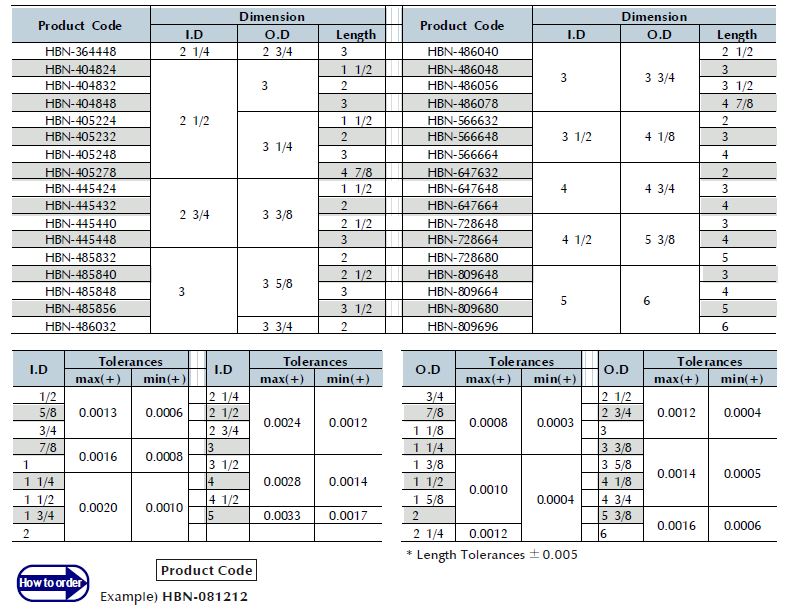 Product Code Dimension Product Code Dimension
I.D O.D Length I.D O.D Length
HBN-364448 2 1/4 2 3/4 3 HBN-486040 3 3 3/4 2 1/2
HBN-404824 2 1/2 3 1 1/2 HBN-486048 3
HBN-404832 2 HBN-486056 3 1/2
HBN-404848 3 HBN-486078 4 7/8
HBN-405224 3 1/4 1 1/2 HBN-566632 3 1/2 4 1/8 2
HBN-405232 2 HBN-566648 3
HBN-405248 3 HBN-566664 4
HBN-405278 4 7/8 HBN-647632 4 4 3/4 2
HBN-445424 2 3/4 3 3/8 1 1/2 HBN-647648 3
HBN-445432 2 HBN-647664 4
HBN-445440 2 1/2 HBN-728648 4 1/2 5 3/8 3
HBN-445448 3 HBN-728664 4
HBN-485832 3 3 5/8 2 HBN-728680 5
HBN-485840 2 1/2 HBN-809648 5 6 3
HBN-485848 3 HBN-809664 4
HBN-485856 3 1/2 HBN-809680 5
HBN-486032 3 3/4 2 HBN-809696 6
I.D Tolerances I.D Tolerances O.D Tolerances O.D Tolerances
max(+) min(+) max(+) min(+) max(+) min(+) max(+) min(+)
1/2 0.0013 0.0006 2 1/4 0.0024 0.0012 3/4 0.0008 0.0003 2 1/2 0.0012 0.0004
5/8 2 1/2 7/8 2 3/4
3/4 2 3/4 1 1/8 3
7/8 0.0016 0.0008 3 1 1/4 3 3/8 0.0014 0.0005
1 3 1/2 0.0028 0.0014 1 3/8 0.0010 0.0004 3 5/8
1 1/4 0.0020 0.0010 4 1 1/2 4 1/8
1 1/2 4 1/2 1 5/8 4 3/4
1 3/4 5 0.0033 0.0017 2 5 3/8 0.0016 0.0006
2 2 1/4 0.0012 6
* Length Tolerances ± 0.005
How to order
Product Code
Example) HBN-081212